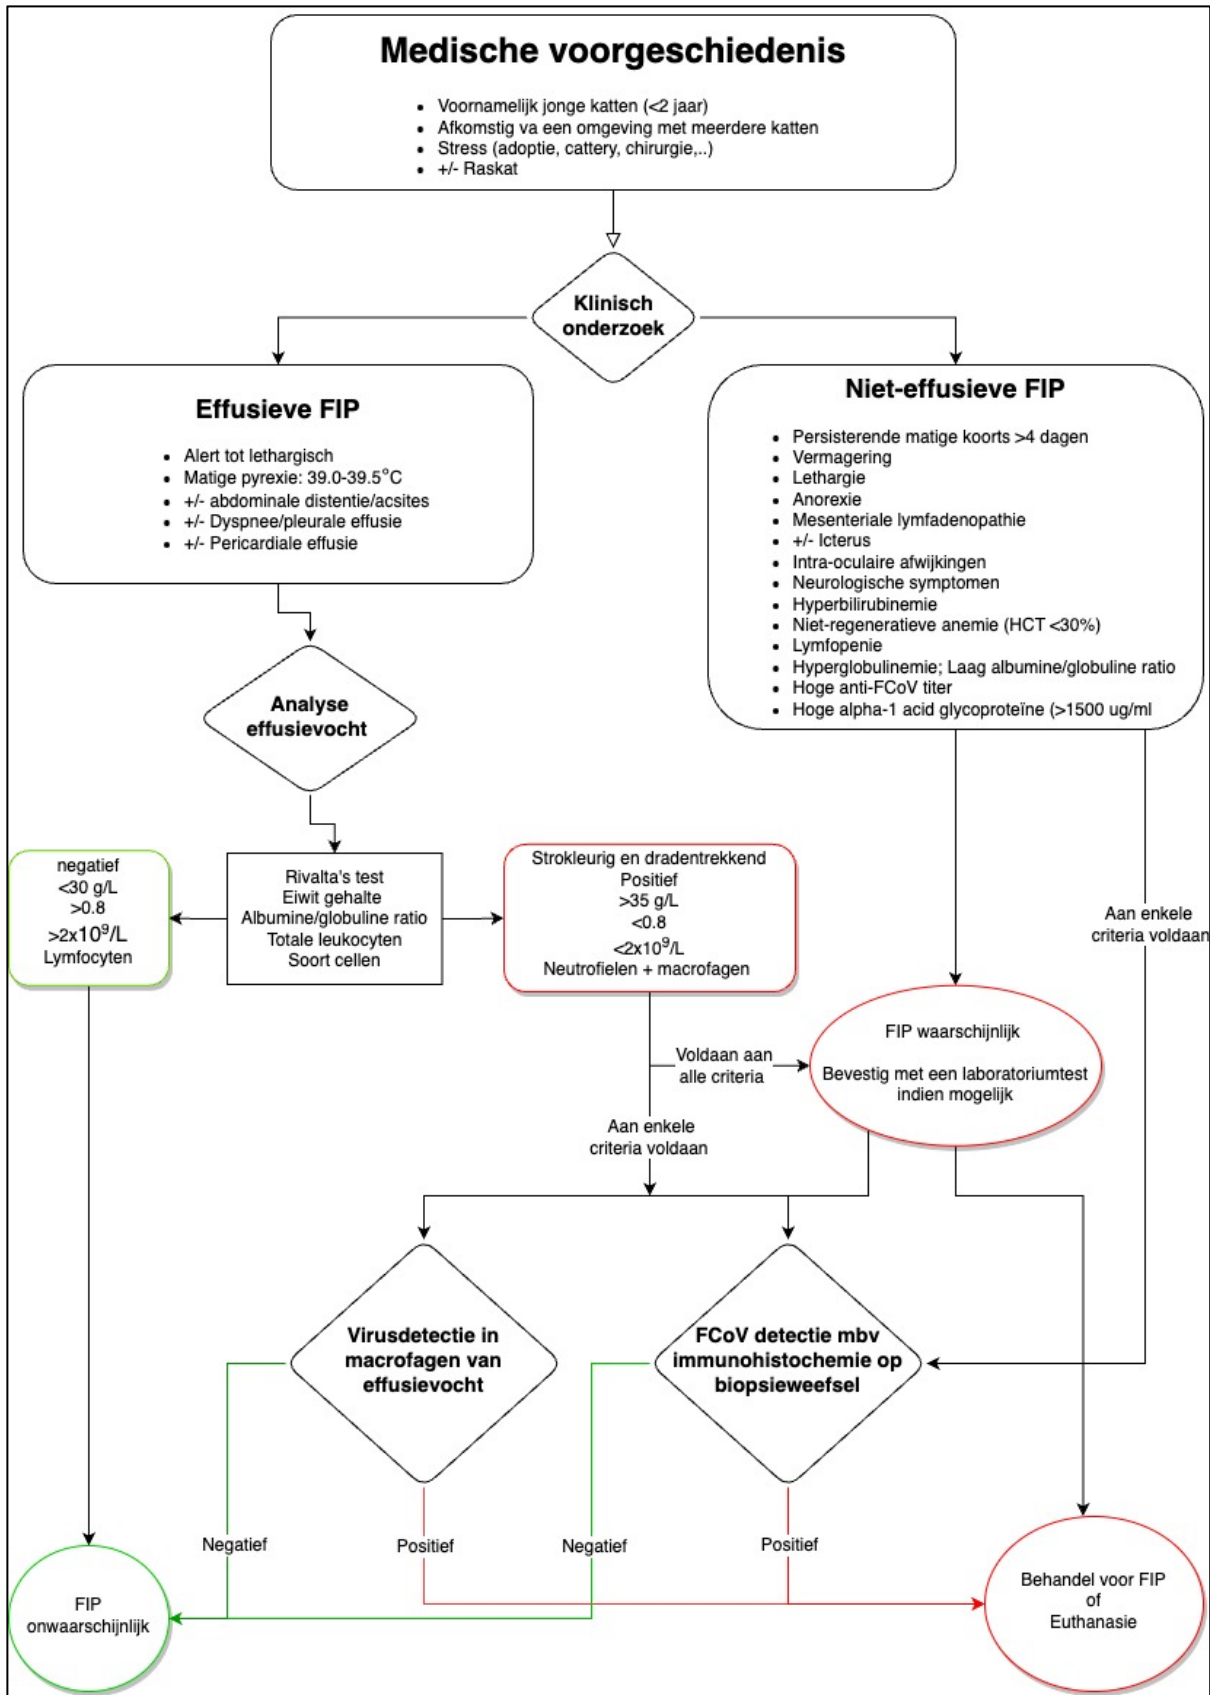 Medische voorgeschiedenis
Voornamelijk jonge katten (<2 jaar)
Afkomstig va een omgeving met meerdere katten
Stress (adoptie, cattery, chirurgie,..)
+/- Raskat
Klinisch
onderzoek
Effusieve FIP
Alert tot lethargisch
Matige pyrexie: 39.0-39.5°C
+/- abdominale distentie/acsites
+/- Dyspnee/pleurale effusie
+/- Pericardiale effusie
Niet-effusieve FIP
Persisterende matige koorts >4 dagen
Vermagering
Lethargie
Anorexie
Mesenteriale lymfadenopathie
+/- Icterus
Intra-oculaire afwijkingen
Neurologische symptomen
Hyperbilirubinemie
Niet-regeneratieve anemie (HCT <30%)
Lymfopenie
Hyperglobulinemie; Laag albumine/globuline ratio
Hoge anti-FCoV titer
Hoge alpha-1 acid glycoproteïne (>1500 ug/ml
Analyse
effusievocht
negatief
<30 g/L
>0.8
>2x10⁹/L
Lymfocyten
Rivalta's test
Eiwit gehalte
Albumine/globuline ratio
Totale leukocyten
Soort cellen
Strokleurig en dradentrekkend
Positief
>35 g/L
<0.8
<2x10⁹/L
Neutrofielen + macrofagen
Aan enkele
criteria voldaan
Voldaan aan
alle criteria
FIP waarschijnlijk
Bevestig met een laboratoriumtest
indien mogelijk
Aan enkele
criteria voldaan
Virusdetectie in
macrofagen van
effusievocht
FCoV detectie mbv
immunohistochemie op
biopsieweefsel
Negatief
Positief
Negatief
Positief
FIP
onwaarschijnlijk
Behandel voor FIP
of
Euthanasie